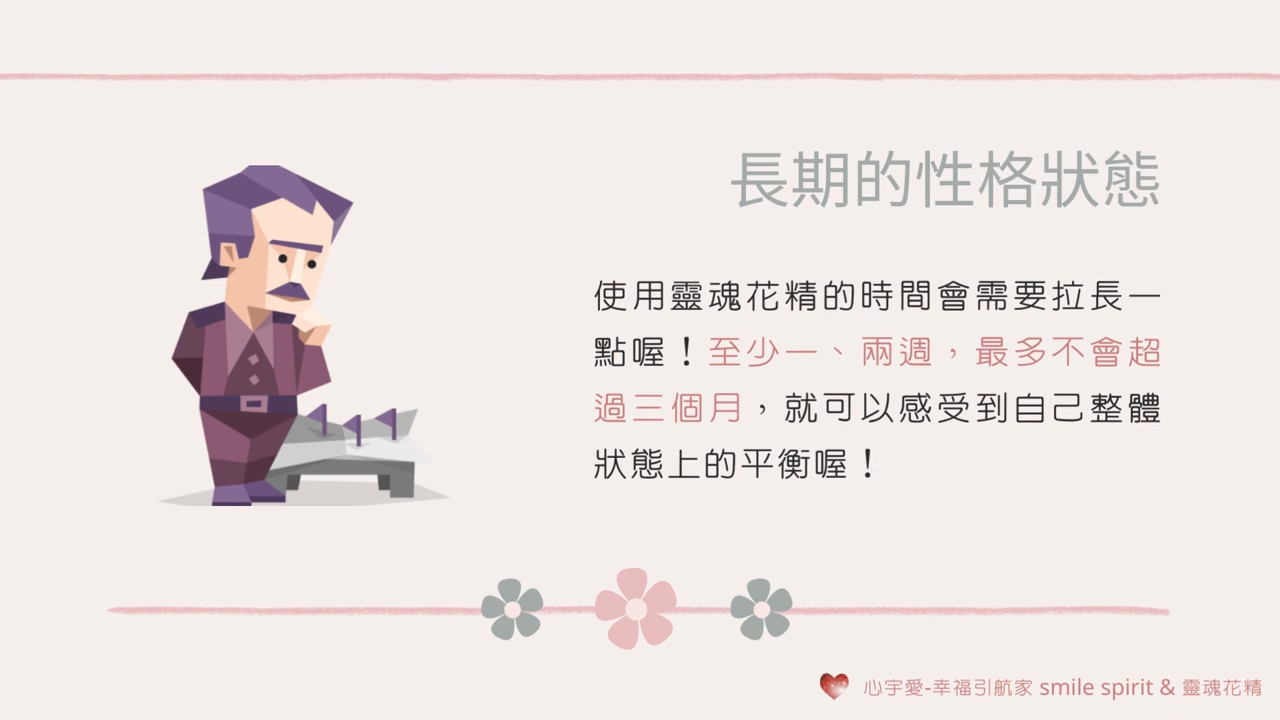 長期的性格狀態
使用靈魂花精的時間會需要拉長一
點喔！至少一、兩週，最多不會超
過三個月，就可以感受到自己整體
狀態上的平衡喔！
心宇愛-幸福引航家 smile spirit & 靈魂花精